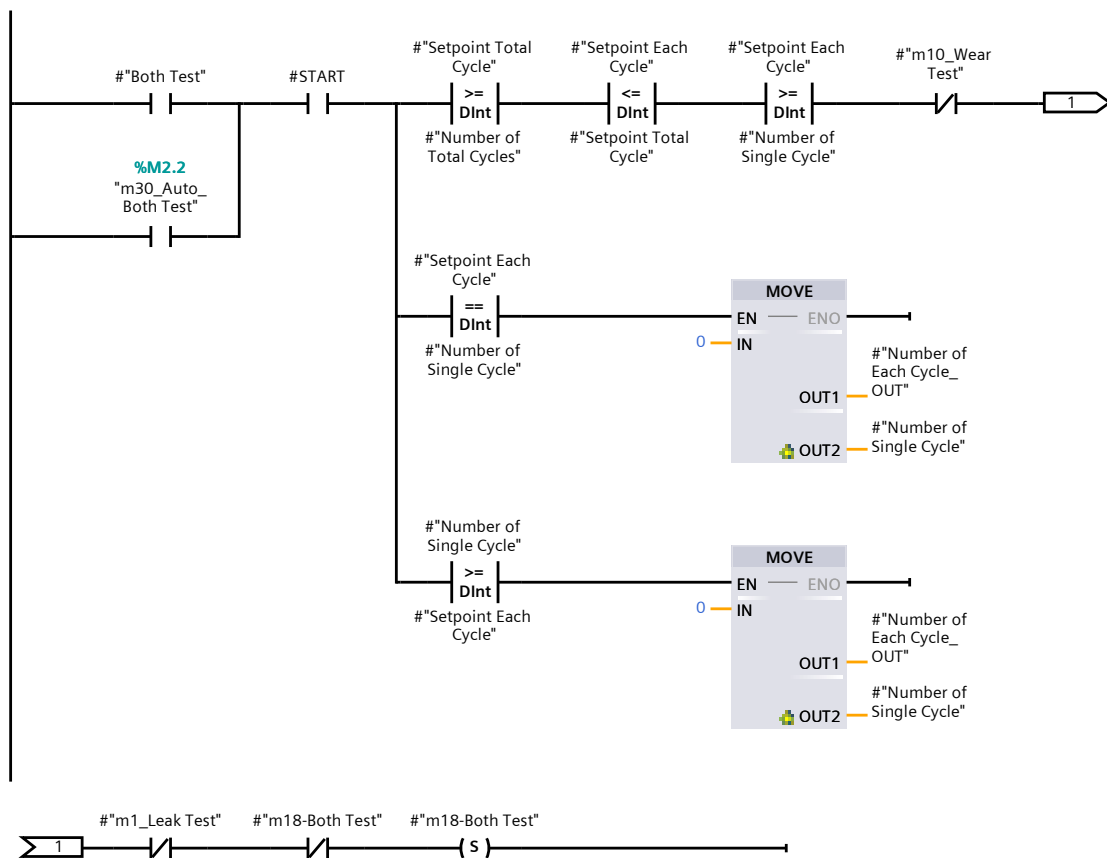 #"Both Test"
#START
#"Setpoint Total
Cycle"
>=
DInt
#"Number of
Total Cycles"
#"Setpoint Each
Cycle"
<=
DInt
#"Setpoint Total
Cycle"
#"Setpoint Each
Cycle"
>=
DInt
#"Number of
Single Cycle"
#"m10_Wear
Test"
1
%M2.2
"m30_Auto_
Both Test"
#"Setpoint Each
Cycle"
==
DInt
#"Number of
Single Cycle"
MOVE
EN
ENO
0
IN
#"Number of
Each Cycle_
OUT"
OUT1
#"Number of
Single Cycle"
OUT2
#"Number of
Single Cycle"
>=
DInt
#"Setpoint Each
Cycle"
MOVE
EN
ENO
0
IN
#"Number of
Each Cycle_
OUT"
OUT1
#"Number of
Single Cycle"
OUT2
1
#"m1_Leak Test"
#"m18-Both Test"
#"m18-Both Test"
S